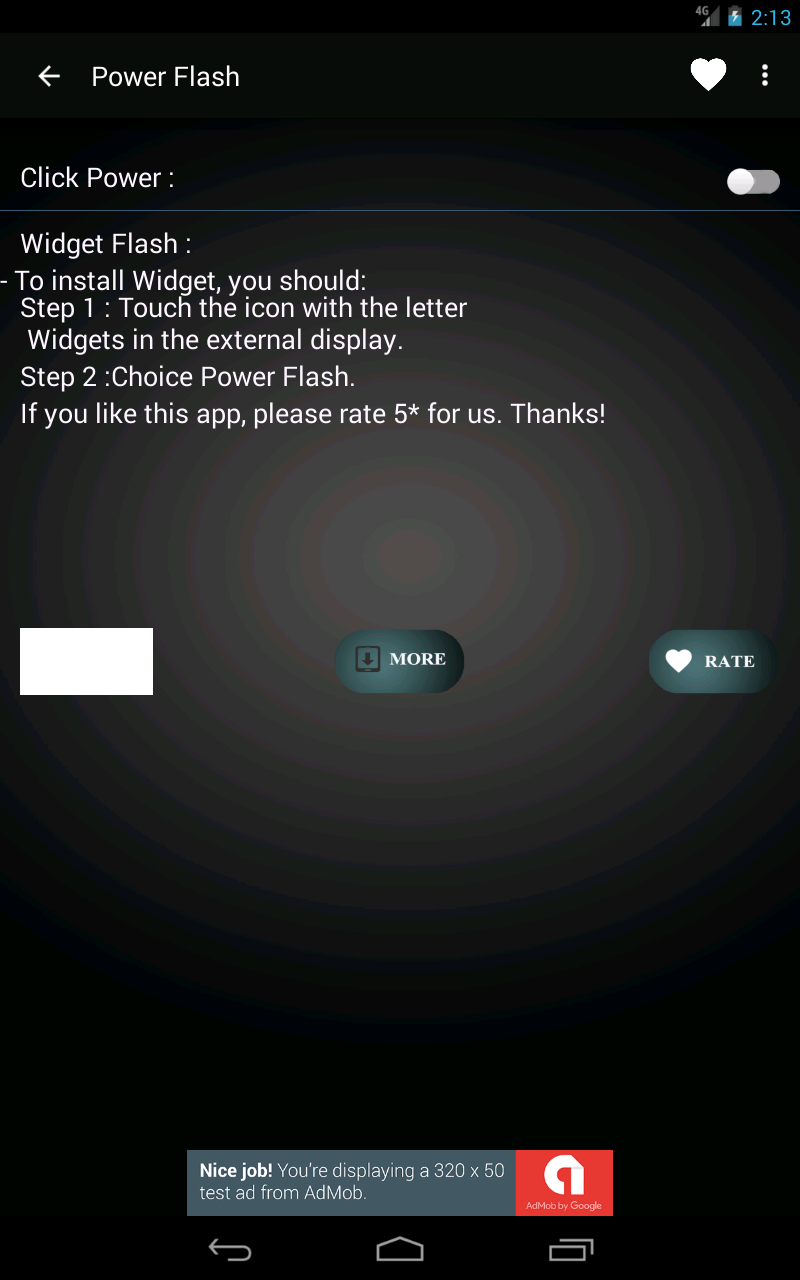 4G 2:13
Power Flash
Click Power :
Widget Flash :
- To install Widget, you should:
Step 1 : Touch the icon with the letter
Widgets in the external display.
Step 2 :Choice Power Flash.
If you like this app, please rate 5* for us. Thanks!
MORE
RATE
Nice job! You're displaying a 320 x 50
test ad from AdMob.
AdMob by Google